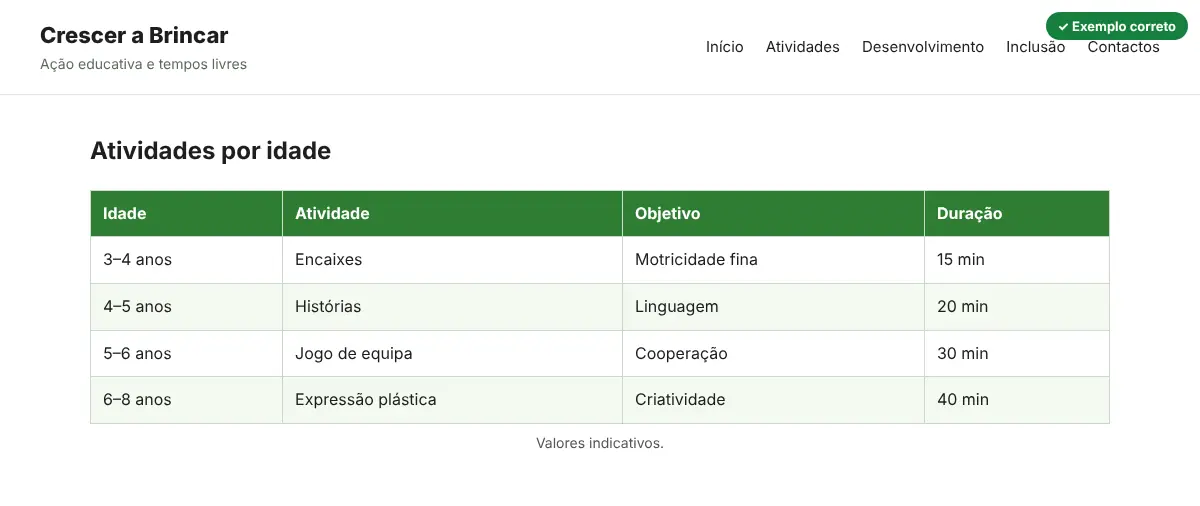 Crescer a Brincar
Ação educativa e tempos livres
✓ Exemplo correto
Início Atividades Desenvolvimento Inclusão Contactos
Atividades por idade
Idade Atividade Objetivo Duração
3–4 anos Encaixes Motricidade fina 15 min
4–5 anos Histórias Linguagem 20 min
5–6 anos Jogo de equipa Cooperação 30 min
6–8 anos Expressão plástica Criatividade 40 min
Valores indicativos.